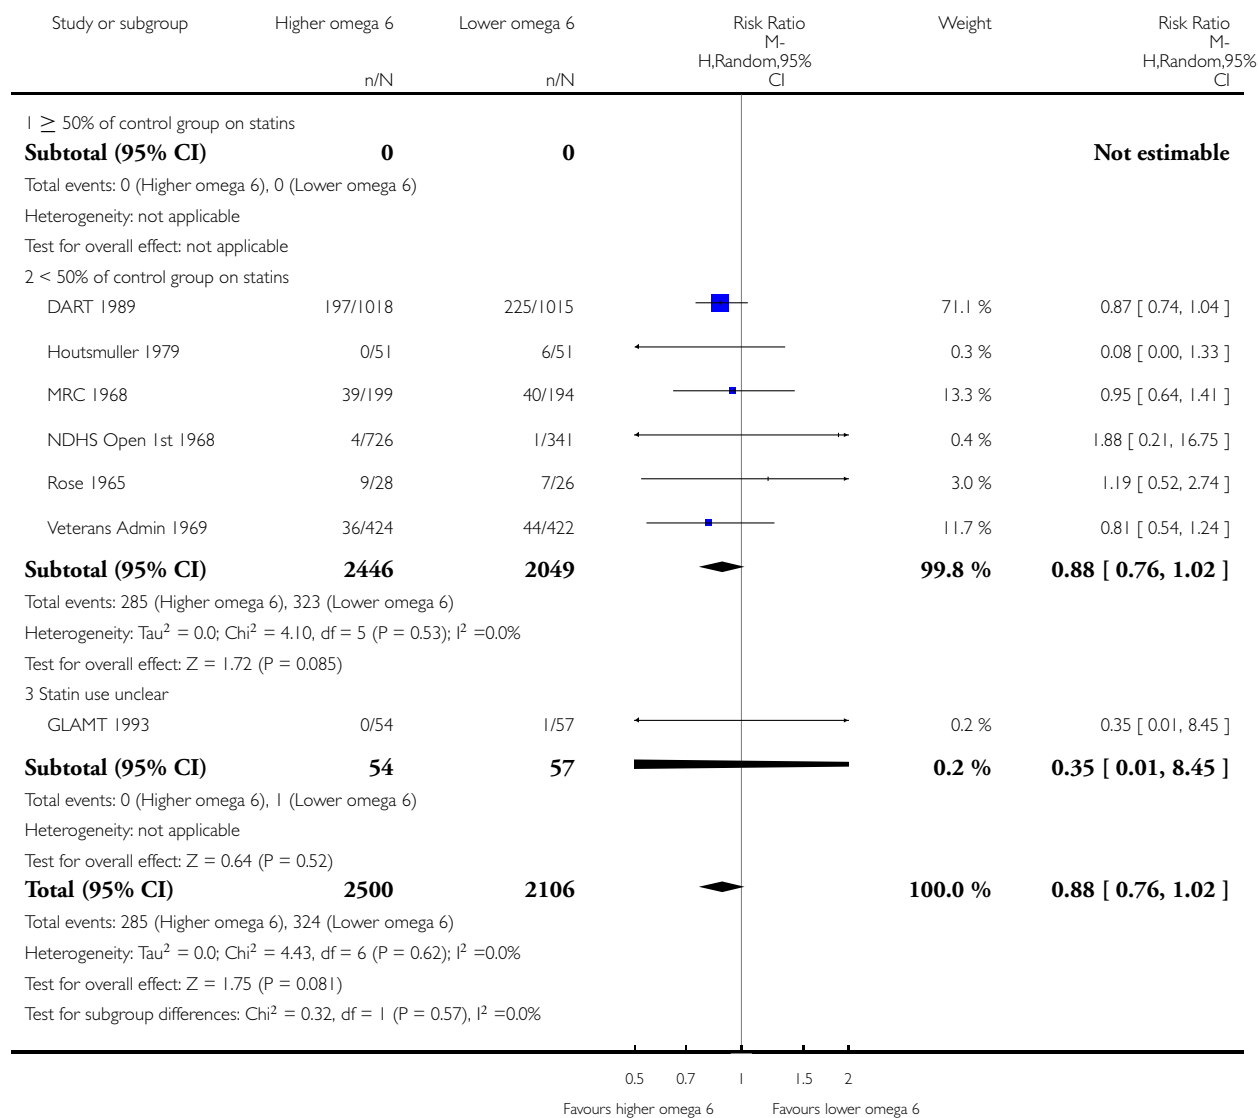 Study or subgroup Higher omega 6 Lower omega 6 Risk Ratio Weight Risk Ratio
M- M-
H,Random,95% H,Random,95%
n/N n/N CI CI
1 ≥ 50% of control group on statins
Subtotal (95% CI) 0 0 Not estimable
Total events: 0 (Higher omega 6), 0 (Lower omega 6)
Heterogeneity: not applicable
Test for overall effect: not applicable
2 < 50% of control group on statins
DART 1989 197/1018 225/1015 71.1 % 0.87 [ 0.74, 1.04 ]
Houtsmuller 1979 0/51 6/51 0.3 % 0.08 [ 0.00, 1.33 ]
MRC 1968 39/199 40/194 13.3 % 0.95 [ 0.64, 1.41 ]
NDHS Open 1st 1968 4/726 1/341 0.4 % 1.88 [ 0.21, 16.75 ]
Rose 1965 9/28 7/26 3.0 % 1.19 [ 0.52, 2.74 ]
Veterans Admin 1969 36/424 44/422 11.7 % 0.81 [ 0.54, 1.24 ]
Subtotal (95% CI) 2446 2049 99.8 % 0.88 [ 0.76, 1.02 ]
Total events: 285 (Higher omega 6), 323 (Lower omega 6)
Heterogeneity: Tau² = 0.0; Chi² = 4.10, df = 5 (P = 0.53); I² =0.0%
Test for overall effect: Z = 1.72 (P = 0.085)
3 Statin use unclear
GLAMT 1993 0/54 1/57 0.2 % 0.35 [ 0.01, 8.45 ]
Subtotal (95% CI) 54 57 0.2 % 0.35 [ 0.01, 8.45 ]
Total events: 0 (Higher omega 6), 1 (Lower omega 6)
Heterogeneity: not applicable
Test for overall effect: Z = 0.64 (P = 0.52)
Total (95% CI) 2500 2106 100.0 % 0.88 [ 0.76, 1.02 ]
Total events: 285 (Higher omega 6), 324 (Lower omega 6)
Heterogeneity: Tau² = 0.0; Chi² = 4.43, df = 6 (P = 0.62); I² =0.0%
Test for overall effect: Z = 1.75 (P = 0.081)
Test for subgroup differences: Chi² = 0.32, df = 1 (P = 0.57), I² =0.0%
0.5 0.7 1 1.5 2
Favours higher omega 6 Favours lower omega 6